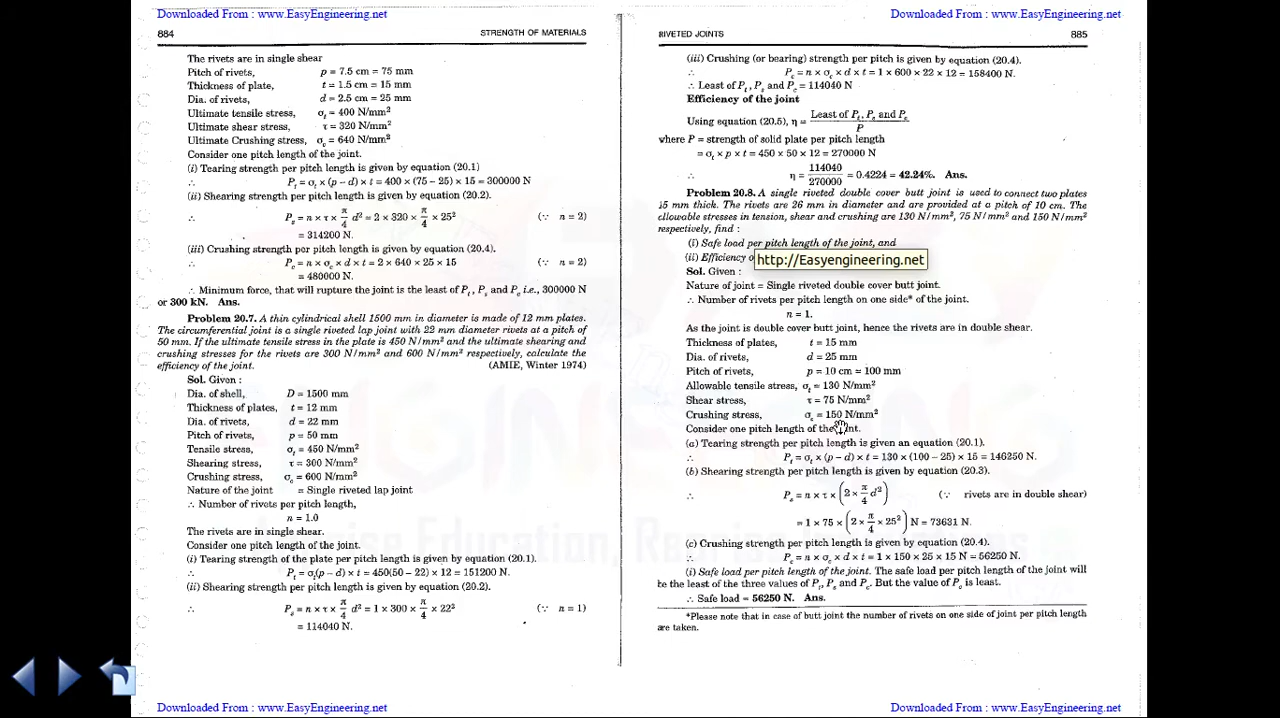 Downloaded From : www.EasyEngineering.net
Downloaded From : www.EasyEngineering.net
884
STRENGTH OF MATERIALS
The rivets are in single shear
Pitch of rivets, p = 7.5 cm = 75 mm
Thickness of plate, t = 1.5 cm = 15 mm
Dia. of rivets, d = 2.5 cm = 25 mm
Ultimate tensile stress, σt = 400 N/mm²
Ultimate shear stress, τ = 320 N/mm²
Ultimate Crushing stress, σc = 640 N/mm²
Consider one pitch length of the joint.
(i) Tearing strength per pitch length is given by equation (20.1)
∴ Pt = σt × (p – d) × t = 400 × (75 – 25) × 15 = 300000 N
(ii) Shearing strength per pitch length is given by equation (20.2).
∴ Ps = n × τ × π/4 d² = 2 × 320 × π/4 × 25² (∵ n = 2)
= 314200 N.
(iii) Crushing strength per pitch length is given by equation (20.4).
∴ Pc = n × σc × d × t = 2 × 640 × 25 × 15 (∵ n = 2)
= 480000 N.
∴ Minimum force, that will rupture the joint is the least of Pt, Ps and Pc i.e., 300000 N
or 300 kN. Ans.
Problem 20.7. A thin cylindrical shell 1500 mm in diameter is made of 12 mm plates.
The circumferential joint is a single riveted lap joint with 22 mm diameter rivets at a pitch of
50 mm. If the ultimate tensile stress in the plate is 450 N/mm² and the ultimate shearing and
crushing stresses for the rivets are 300 N/mm² and 600 N/mm² respectively, calculate the
efficiency of the joint. (AMIE, Winter 1974)
Sol. Given :
Dia. of shell, D = 1500 mm
Thickness of plates, t = 12 mm
Dia. of rivets, d = 22 mm
Pitch of rivets, p = 50 mm
Tensile stress, σt = 450 N/mm²
Shearing stress, τ = 300 N/mm²
Crushing stress, σc = 600 N/mm²
Nature of the joint = Single riveted lap joint
∴ Number of rivets per pitch length,
n = 1.0
The rivets are in single shear.
Consider one pitch length of the joint.
(i) Tearing strength of the plate per pitch length is given by equation (20.1).
∴ Pt = σt(p – d) × t = 450(50 – 22) × 12 = 151200 N.
(ii) Shearing strength per pitch length is given by equation (20.2).
∴ Ps = n × τ × π/4 d² = 1 × 300 × π/4 × 22² (∵ n = 1)
= 114040 N.
RIVETED JOINTS
885
(iii) Crushing (or bearing) strength per pitch is given by equation (20.4).
∴ Pc = n × σc × d × t = 1 × 600 × 22 × 12 = 158400 N.
∴ Least of Pt, Ps and Pc = 114040 N
Efficiency of the joint
Using equation (20.5), η = Least of Pt, Ps and Pc / P
where P = strength of solid plate per pitch length
= σt × p × t = 450 × 50 × 12 = 270000 N
∴ η = 114040/270000 = 0.4224 = 42.24%. Ans.
Problem 20.8. A single riveted double cover butt joint is used to connect two plates
15 mm thick. The rivets are 26 mm in diameter and are provided at a pitch of 10 cm. The
allowable stresses in tension, shear and crushing are 130 N/mm², 75 N/mm² and 150 N/mm²
respectively, find :
(i) Safe load per pitch length of the joint, and
(ii) Efficiency o
http://Easyengineering.net
Sol. Given :
Nature of joint = Single riveted double cover butt joint.
∴ Number of rivets per pitch length on one side* of the joint.
n = 1.
As the joint is double cover butt joint, hence the rivets are in double shear.
Thickness of plates, t = 15 mm
Dia. of rivets, d = 25 mm
Pitch of rivets, p = 10 cm = 100 mm
Allowable tensile stress, σt = 130 N/mm²
Shear stress, τ = 75 N/mm²
Crushing stress, σc = 150 N/mm²
Consider one pitch length of the joint.
(a) Tearing strength per pitch length is given an equation (20.1).
∴ Pt = σt × (p – d) × t = 130 × (100 – 25) × 15 = 146250 N.
(b) Shearing strength per pitch length is given by equation (20.3).
∴ Ps = n × τ × (2 × π/4 d²) (∵ rivets are in double shear)
= 1 × 75 × (2 × π/4 × 25²) N = 73631 N.
(c) Crushing strength per pitch length is given by equation (20.4).
∴ Pc = n × σc × d × t = 1 × 150 × 25 × 15 N = 56250 N.
(i) Safe load per pitch length of the joint. The safe load per pitch length of the joint will
be the least of the three values of Pt, Ps and Pc. But the value of Pc is least.
∴ Safe load = 56250 N. Ans.
*Please note that in case of butt joint the number of rivets on one side of joint per pitch length
are taken.
Downloaded From : www.EasyEngineering.net
Downloaded From : www.EasyEngineering.net